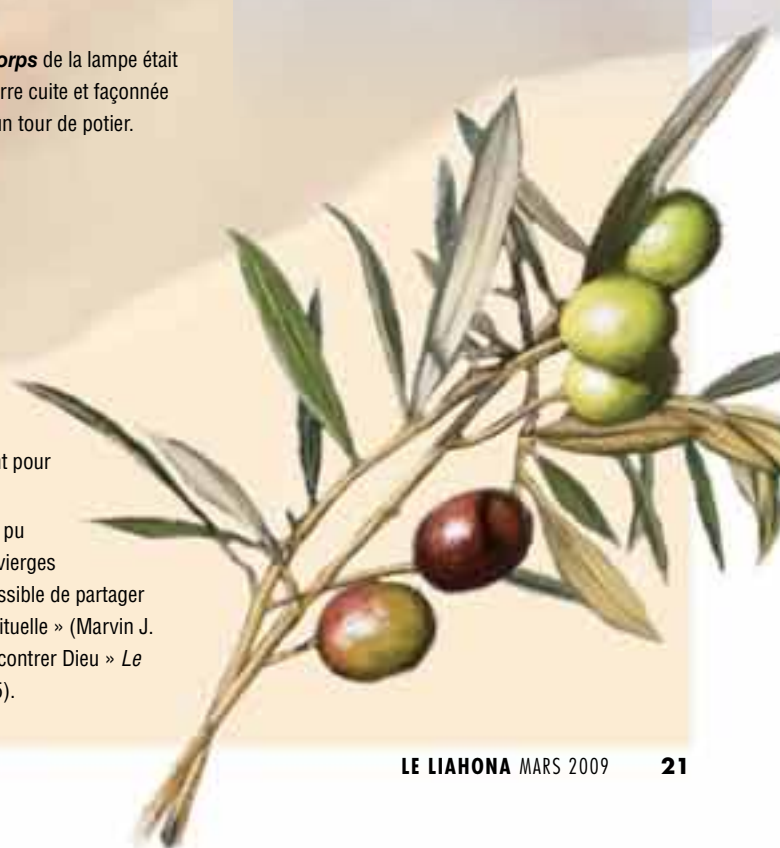 orps de la lampe était
rre cuite et façonnée
un tour de potier.
t pour
pu
vierges
ssible de partager
ituelle » (Marvin J.
contrer Dieu » Le
5).
LE LIAHONA MARS 2009 21